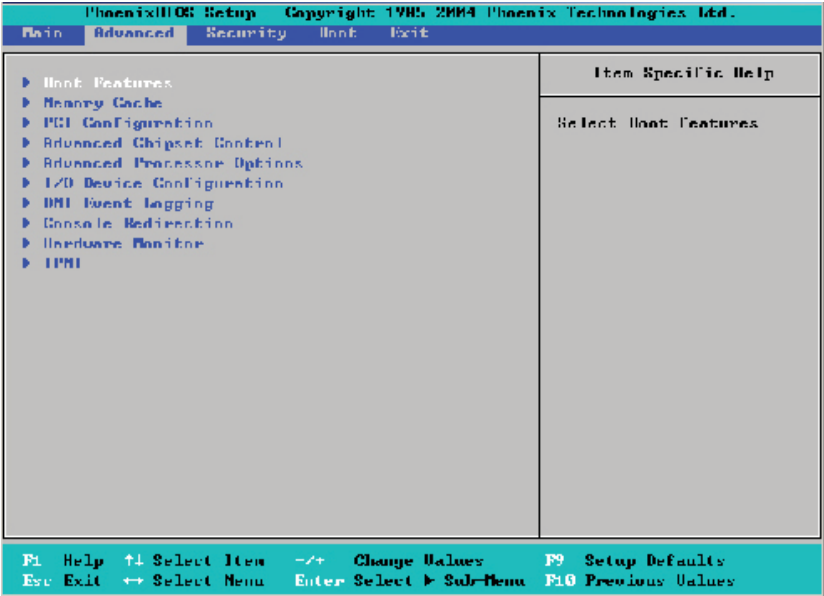 PhoenixBIOS Setup Copyright 1985-2004 Phoenix Technologies Ltd.
Main Advanced Security Boot Exit
Boot Features
Memory Cache
PCI Configuration
Advanced Chipset Control
Advanced Processor Options
I/O Device Configuration
DMI Event Logging
Console Redirection
Hardware Monitor
IPMI
Item Specific Help
Select Boot Features
F1 Help ↑↓ Select Item -/+ Change Values F9 Setup Defaults
Esc Exit ↔ Select Menu Enter Select ▶ Sub-Menu F10 Previous Values